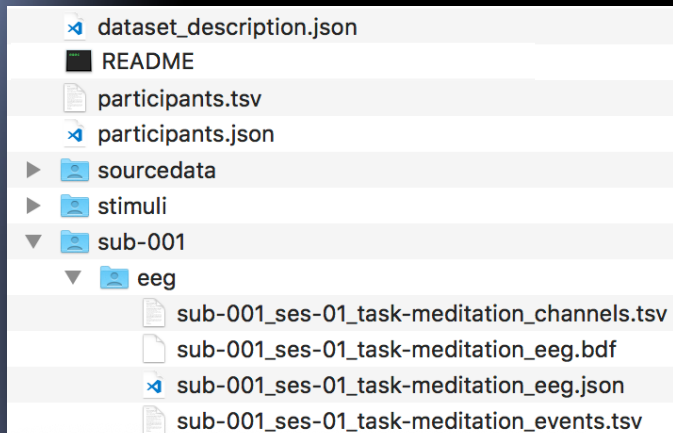 dataset_description.json
README
participants.tsv
participants.json
sourcedata
stimuli
sub-001
eeg
sub-001_ses-01_task-meditation_channels.tsv
sub-001_ses-01_task-meditation_eeg.bdf
sub-001_ses-01_task-meditation_eeg.json
sub-001_ses-01_task-meditation_events.tsv